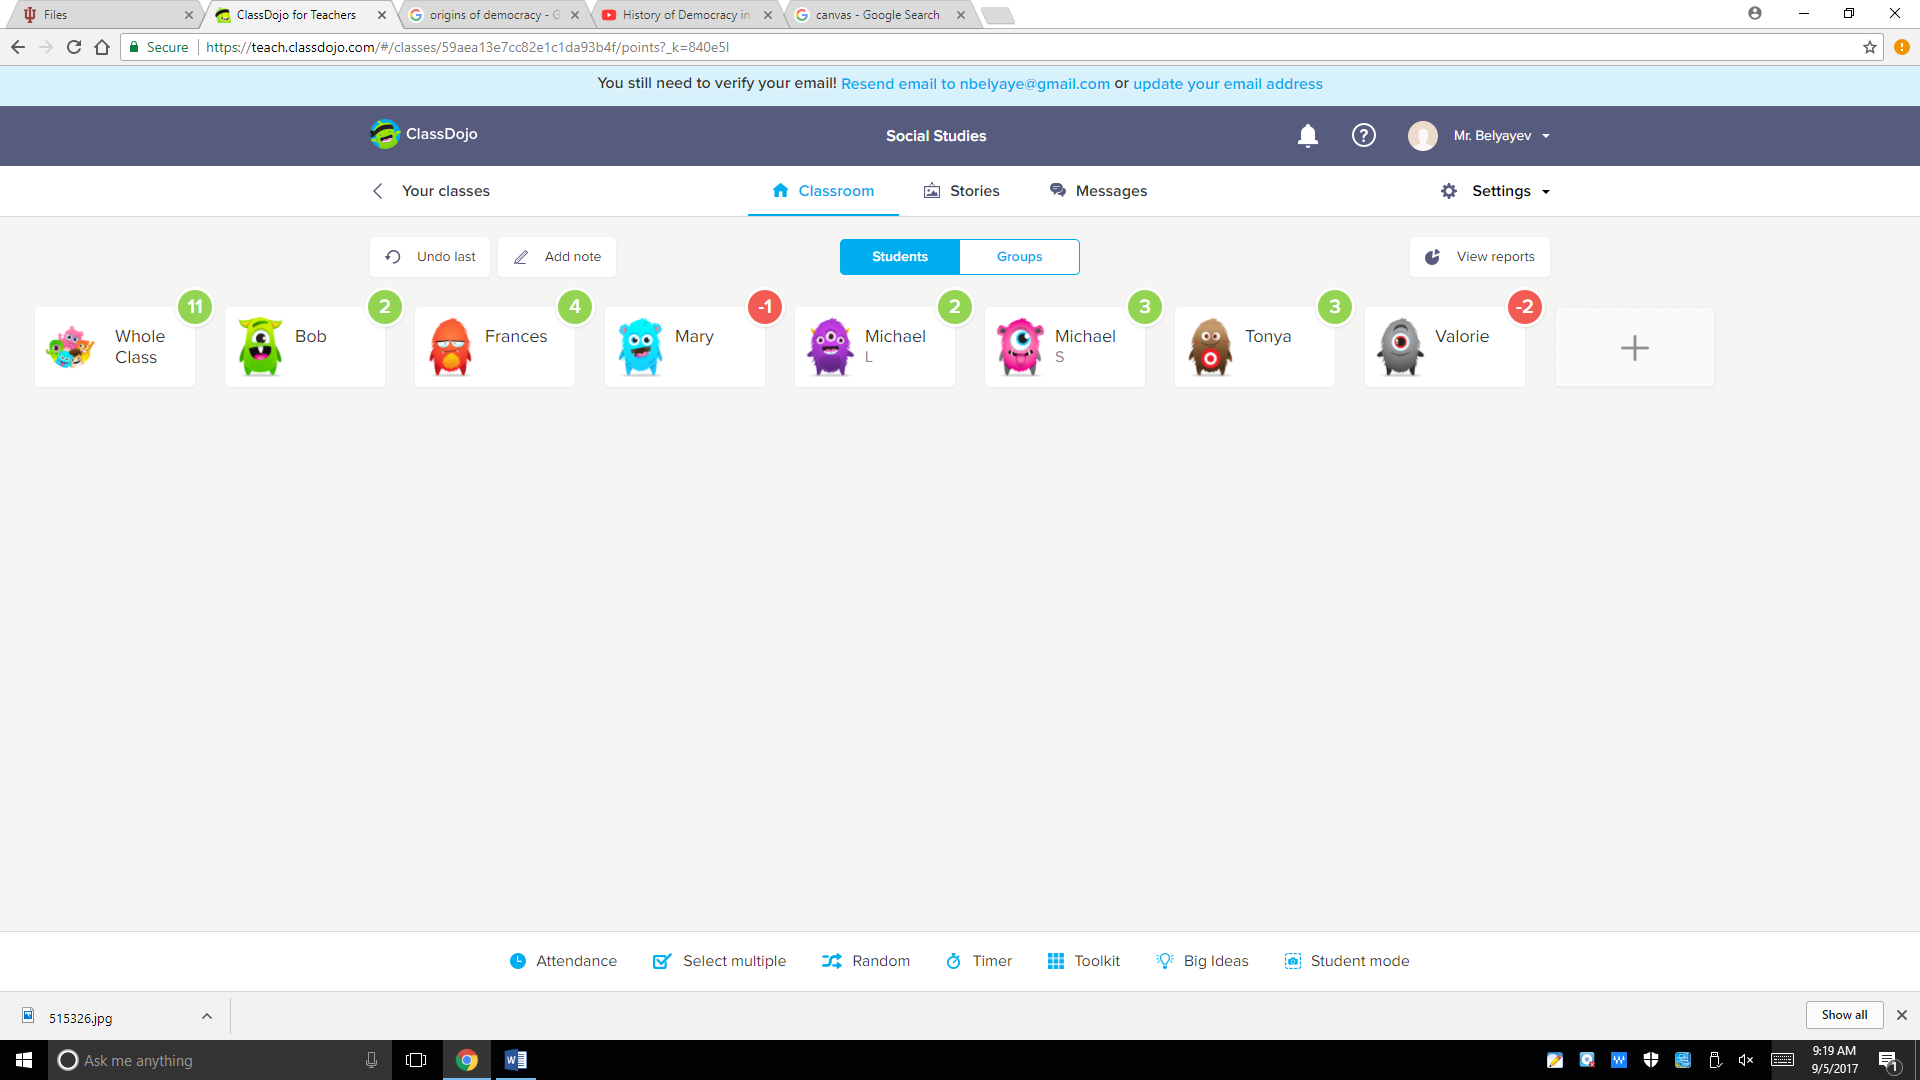 Files
ClassDojo for Teachers
origins of democracy - G
History of Democracy in
canvas - Google Search
Secure https://teach.classdojo.com/#/classes/59aea13e7cc82e1c1da93b4f/points?_k=840e5l
You still need to verify your email! Resend email to nbelyaye@gmail.com or update your email address
ClassDojo
Social Studies
Mr. Belyayev
Your classes
Classroom
Stories
Messages
Settings
Undo last
Add note
Students
Groups
View reports
11
Whole
Class
2
Bob
4
Frances
-1
Mary
2
Michael
L
3
Michael
S
3
Tonya
-2
Valorie
Attendance
Select multiple
Random
Timer
Toolkit
Big Ideas
Student mode
515326.jpg
Show all
Ask me anything
9:19 AM
9/5/2017
1